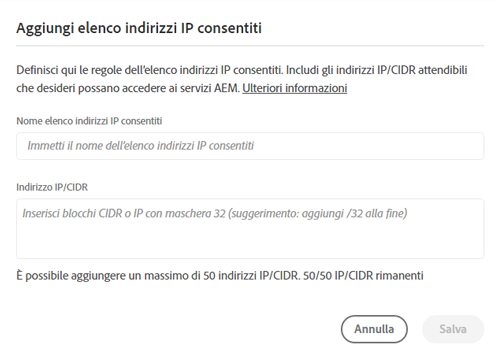 Aggiungi elenco indirizzi IP consentiti
Definisci qui le regole dell’elenco indirizzi IP consentiti. Includi gli indirizzi IP/CIDR attendibili
che desideri possano accedere ai servizi AEM. Ulteriori informazioni
Nome elenco indirizzi IP consentiti
Immetti il nome dell’elenco indirizzi IP consentiti
Indirizzo IP/CIDR
Inserisci blocchi CIDR o IP con maschera 32 (suggerimento: aggiungi /32 alla fine)
È possibile aggiungere un massimo di 50 indirizzi IP/CIDR. 50/50 IP/CIDR rimanenti
Annulla
Salva